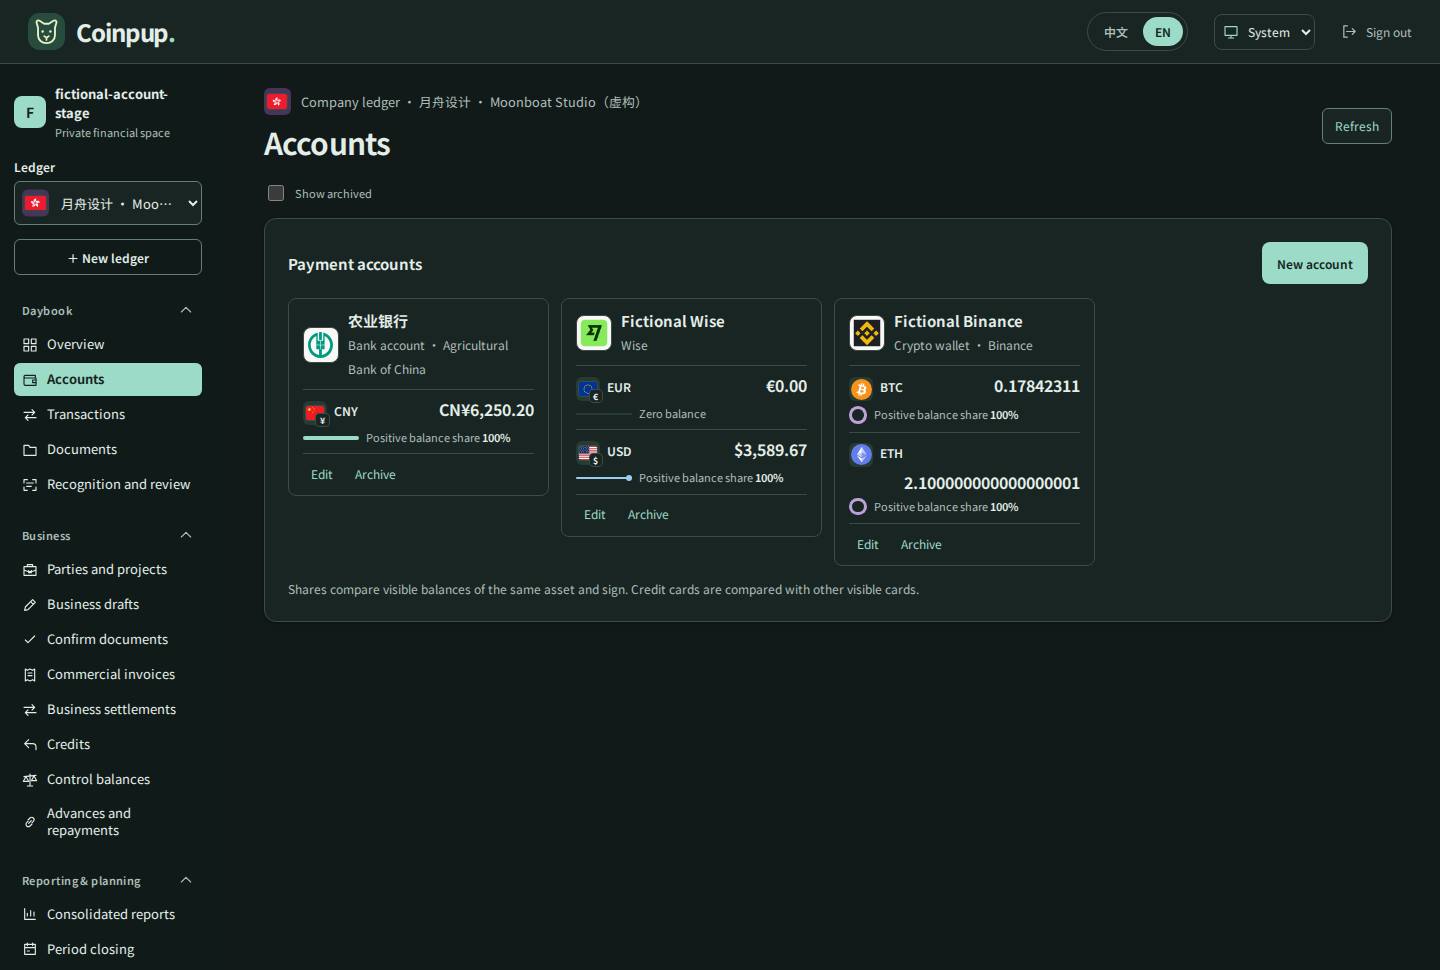 Coinpup.
中文
EN
System
Sign out
F
fictional-account-
stage
Private financial space
Ledger
月舟设计 · Moo…
+ New ledger
Daybook
Overview
Accounts
Transactions
Documents
Recognition and review
Business
Parties and projects
Business drafts
Confirm documents
Commercial invoices
Business settlements
Credits
Control balances
Advances and
repayments
Reporting & planning
Consolidated reports
Period closing
Company ledger · 月舟设计 · Moonboat Studio（虚构）
Accounts
Refresh
Show archived
Payment accounts
New account
农业银行
Bank account · Agricultural
Bank of China
¥
CNY
CN¥6,250.20
Positive balance share 100%
Edit
Archive
Fictional Wise
Wise
€
EUR
€0.00
Zero balance
$
USD
$3,589.67
Positive balance share 100%
Edit
Archive
Fictional Binance
Crypto wallet · Binance
BTC
0.17842311
Positive balance share 100%
ETH
2.100000000000000001
Positive balance share 100%
Edit
Archive
Shares compare visible balances of the same asset and sign. Credit cards are compared with other visible cards.